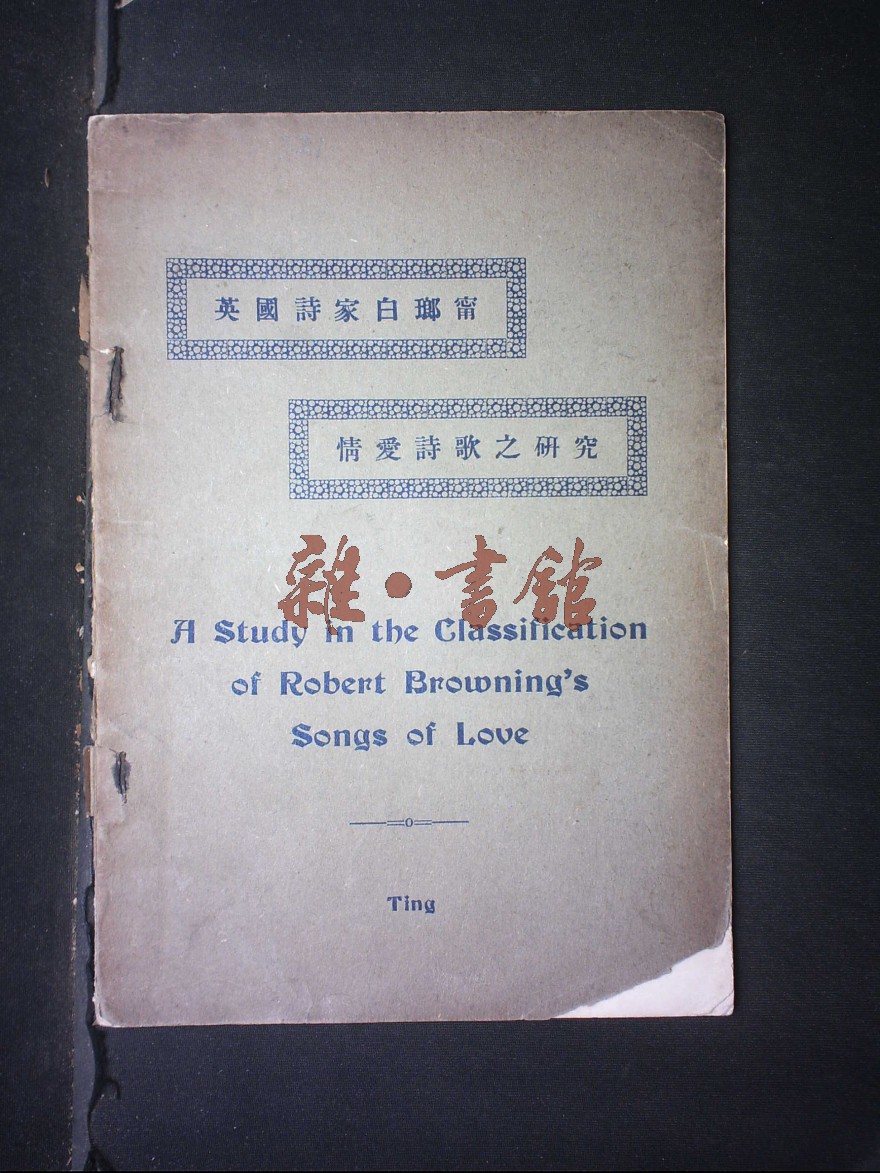 英國詩家白瑯甯
情愛詩歌之研究
雜•書館
A Study in the Classification
of Robert Browning's
Songs of Love
Ting